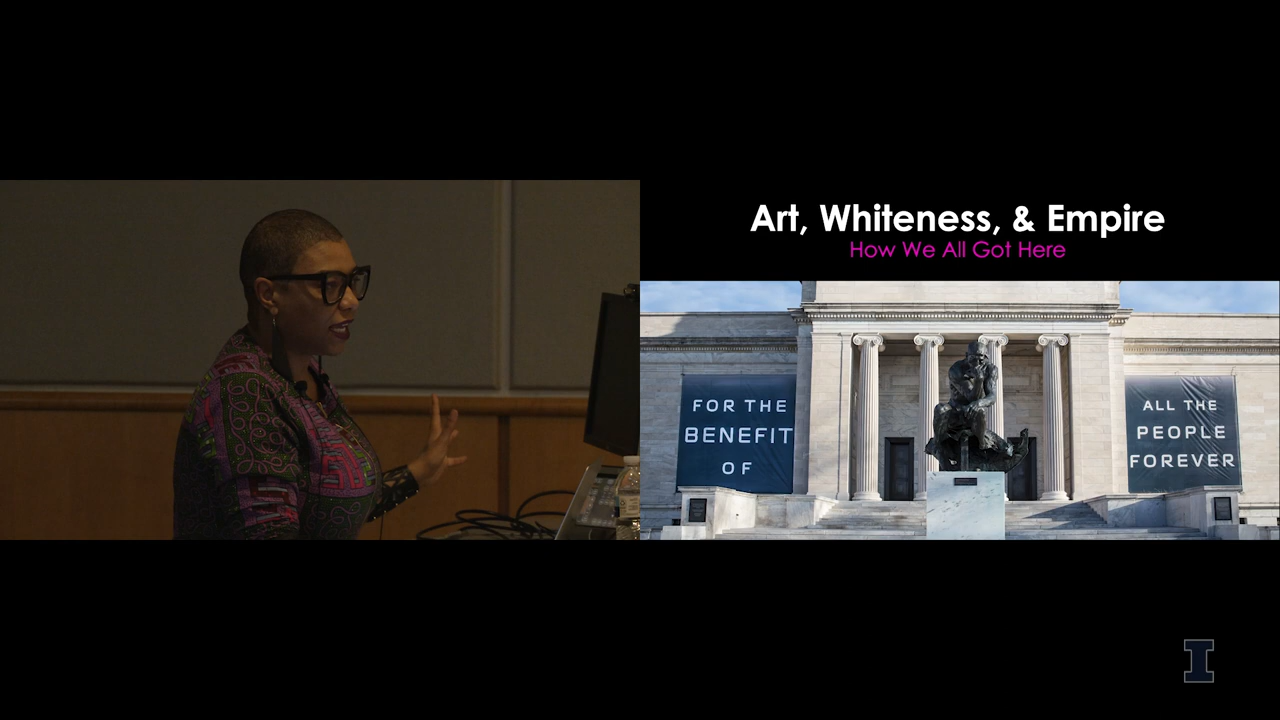 Art, Whiteness, & Empire
How We All Got Here
FOR THE
BENEFIT
OF
ALL THE
PEOPLE
FOREVER
I